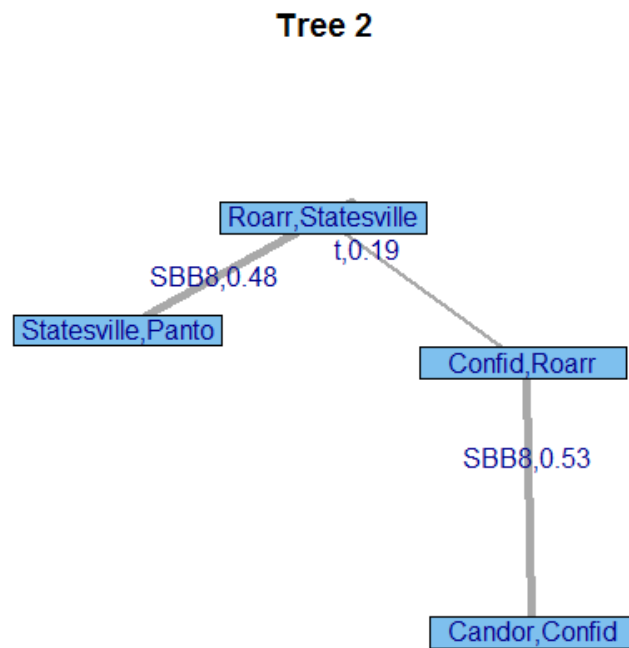 Tree 2
Roarr,Statesville
t,0.19
SBB8,0.48
Statesville,Panto
Confid,Roarr
SBB8,0.53
Candor,Confid